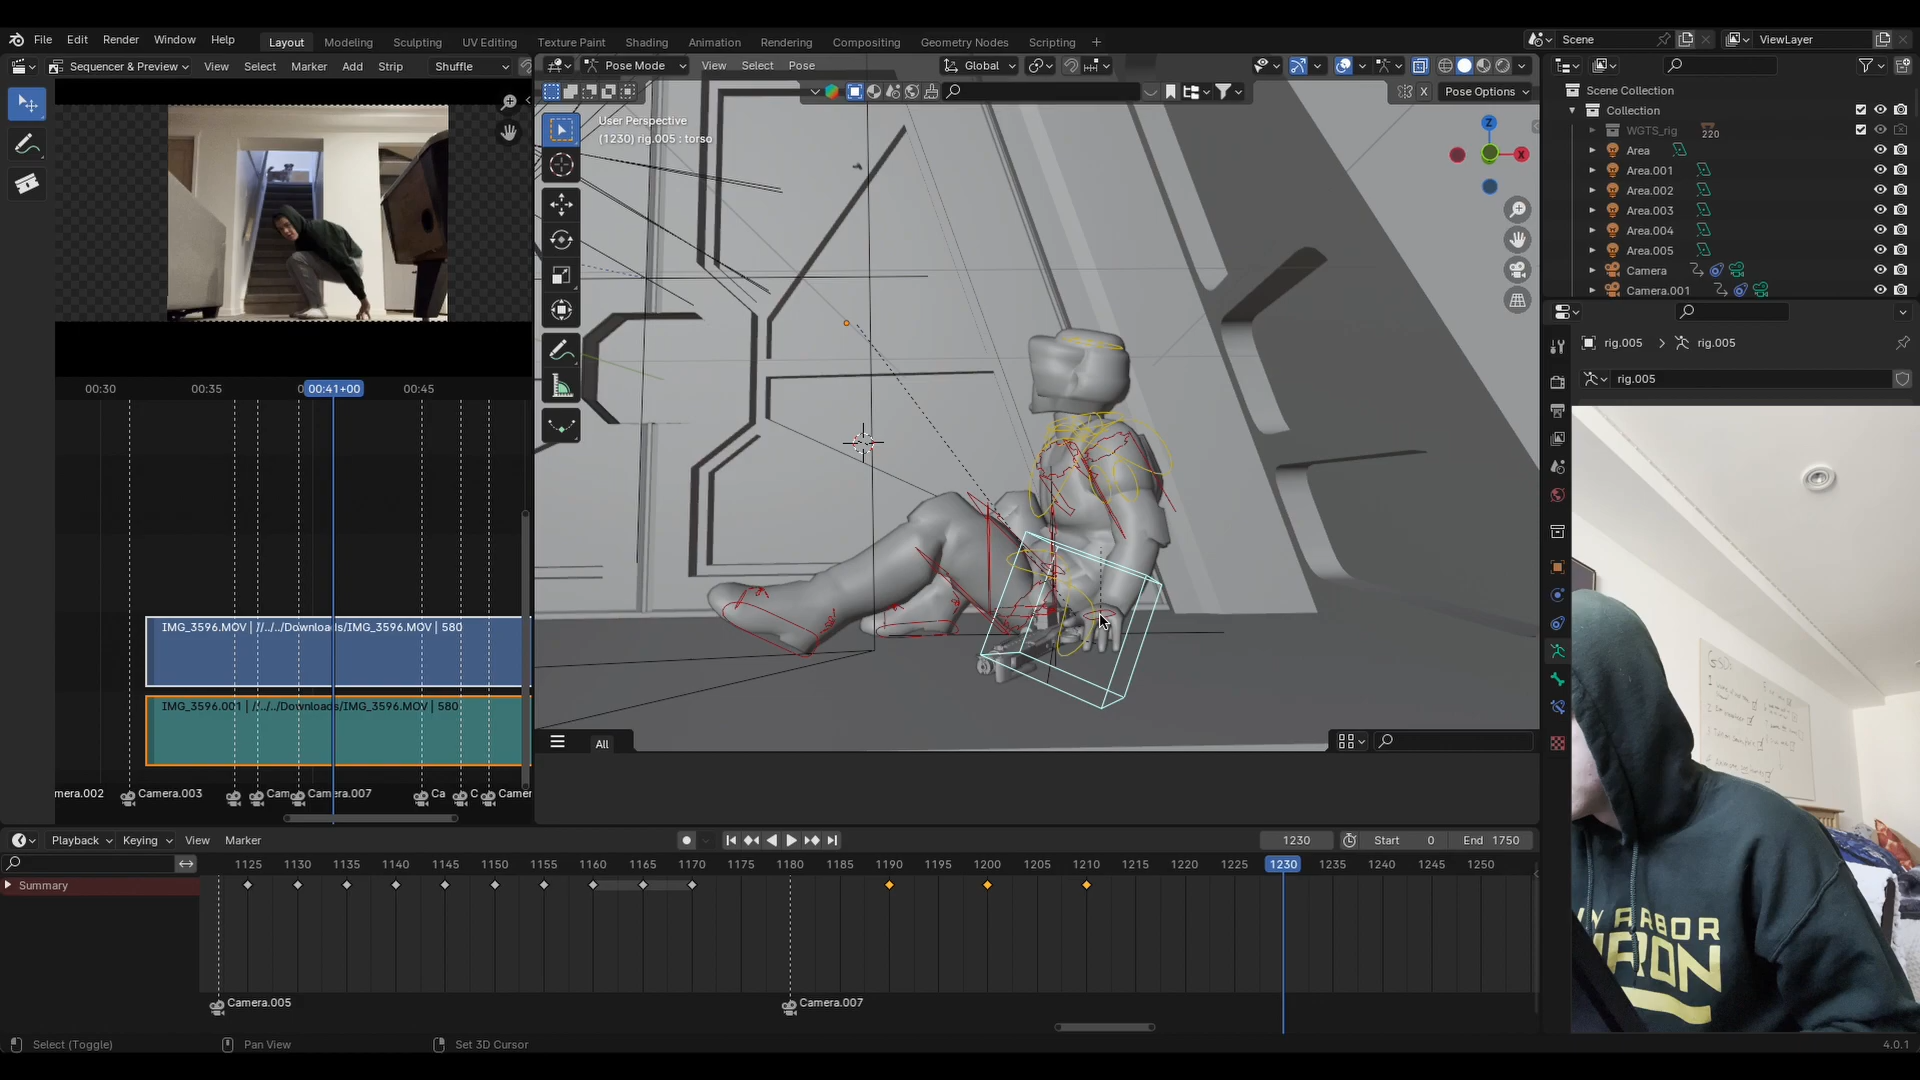 File Edit Render Window Help
Layout Modeling Sculpting UV Editing Texture Paint Shading Animation Rendering Compositing Geometry Nodes Scripting
Scene
ViewLayer
Sequencer & Preview View Select Marker Add Strip Shuffle
Pose Mode View Select Pose Global
Pose Options
User Perspective
(1230) rig.005 : torso
Z
X
X
Scene Collection
Collection
WGTS_rig 220
Area
Area.001
Area.002
Area.003
Area.004
Area.005
Camera
Camera.001
rig.005 rig.005
rig.005
00:30 00:35 00:41+00 00:45
IMG_3596.MOV | //../../Downloads/IMG_3596.MOV | 580
IMG_3596.001 | //../../Downloads/IMG_3596.MOV | 580
mera.002 Camera.003 Cam Camera.007 Ca C Camer
All
Playback Keying View Marker
1230 Start 0 End 1750
1125 1130 1135 1140 1145 1150 1155 1160 1165 1170 1175 1180 1185 1190 1195 1200 1205 1210 1215 1220 1225 1230 1235 1240 1245 1250
Summary
Camera.005 Camera.007
ARBOR
Select (Toggle) Pan View Set 3D Cursor 4.0.1